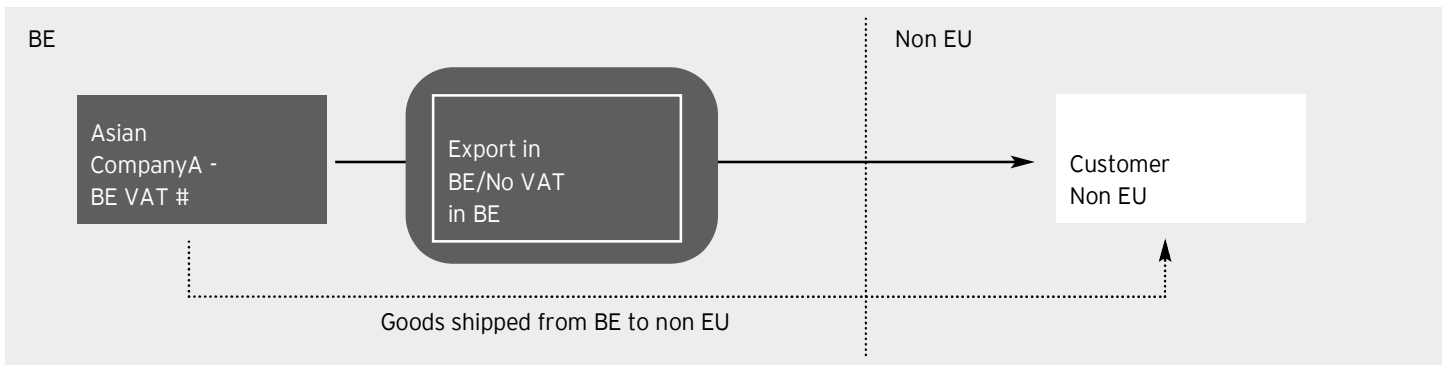 BE
Non EU
Asian
CompanyA -
BE VAT #
Export in
BE/No VAT
in BE
Customer
Non EU
Goods shipped from BE to non EU